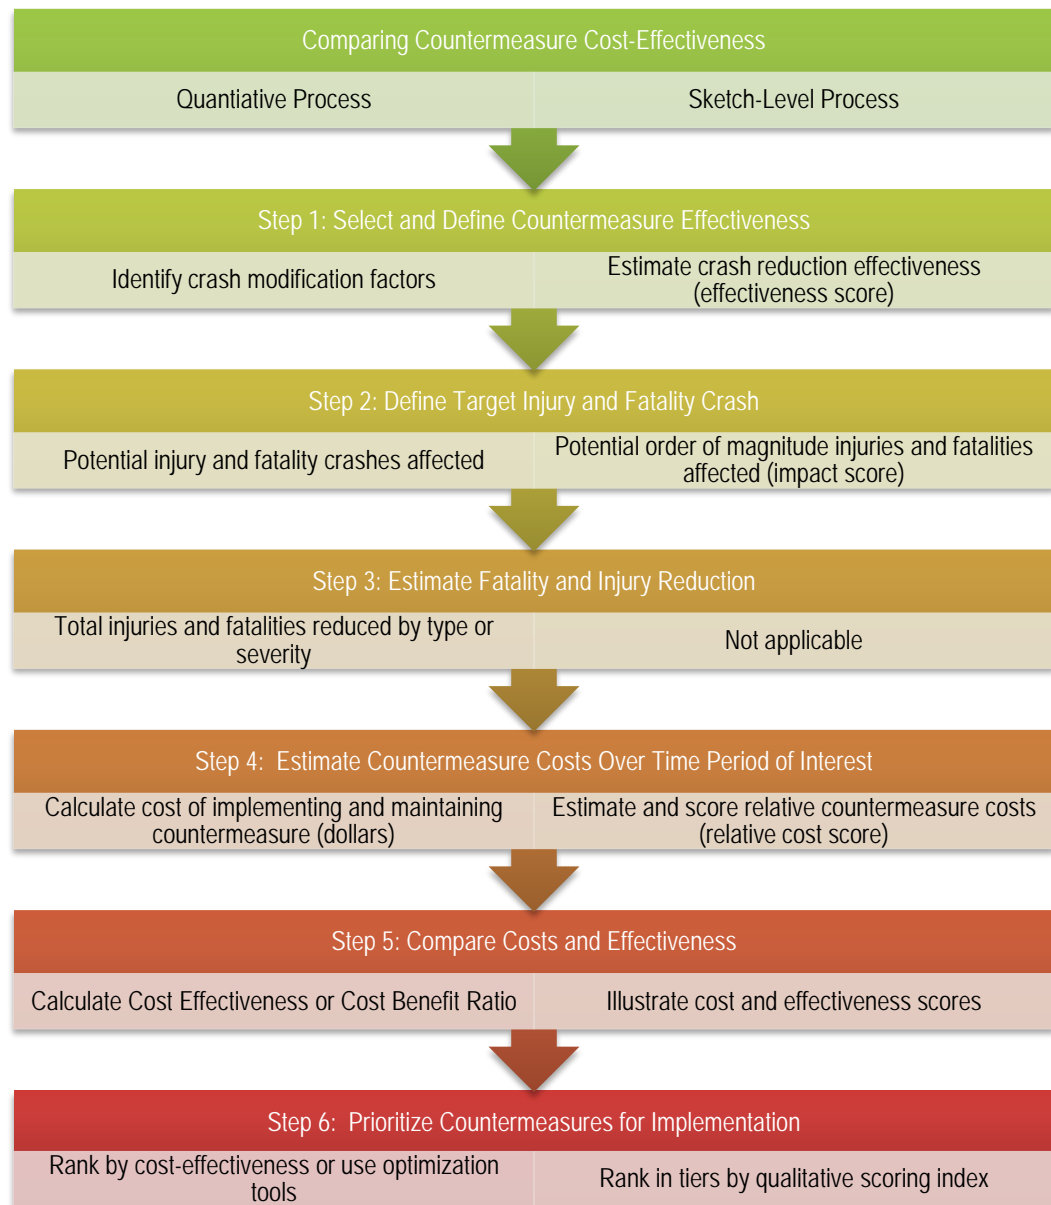 Comparing Countermeasure Cost-Effectiveness
Quantiative Process
Sketch-Level Process
Step 1: Select and Define Countermeasure Effectiveness
Identify crash modification factors
Estimate crash reduction effectiveness
(effectiveness score)
Step 2: Define Target Injury and Fatality Crash
Potential injury and fatality crashes affected
Potential order of magnitude injuries and fatalities
affected (impact score)
Step 3: Estimate Fatality and Injury Reduction
Total injuries and fatalities reduced by type or
severity
Not applicable
Step 4: Estimate Countermeasure Costs Over Time Period of Interest
Calculate cost of implementing and maintaining
countermeasure (dollars)
Estimate and score relative countermeasure costs
(relative cost score)
Step 5: Compare Costs and Effectiveness
Calculate Cost Effectiveness or Cost Benefit Ratio
Illustrate cost and effectiveness scores
Step 6: Prioritize Countermeasures for Implementation
Rank by cost-effectiveness or use optimization
tools
Rank in tiers by qualitative scoring index